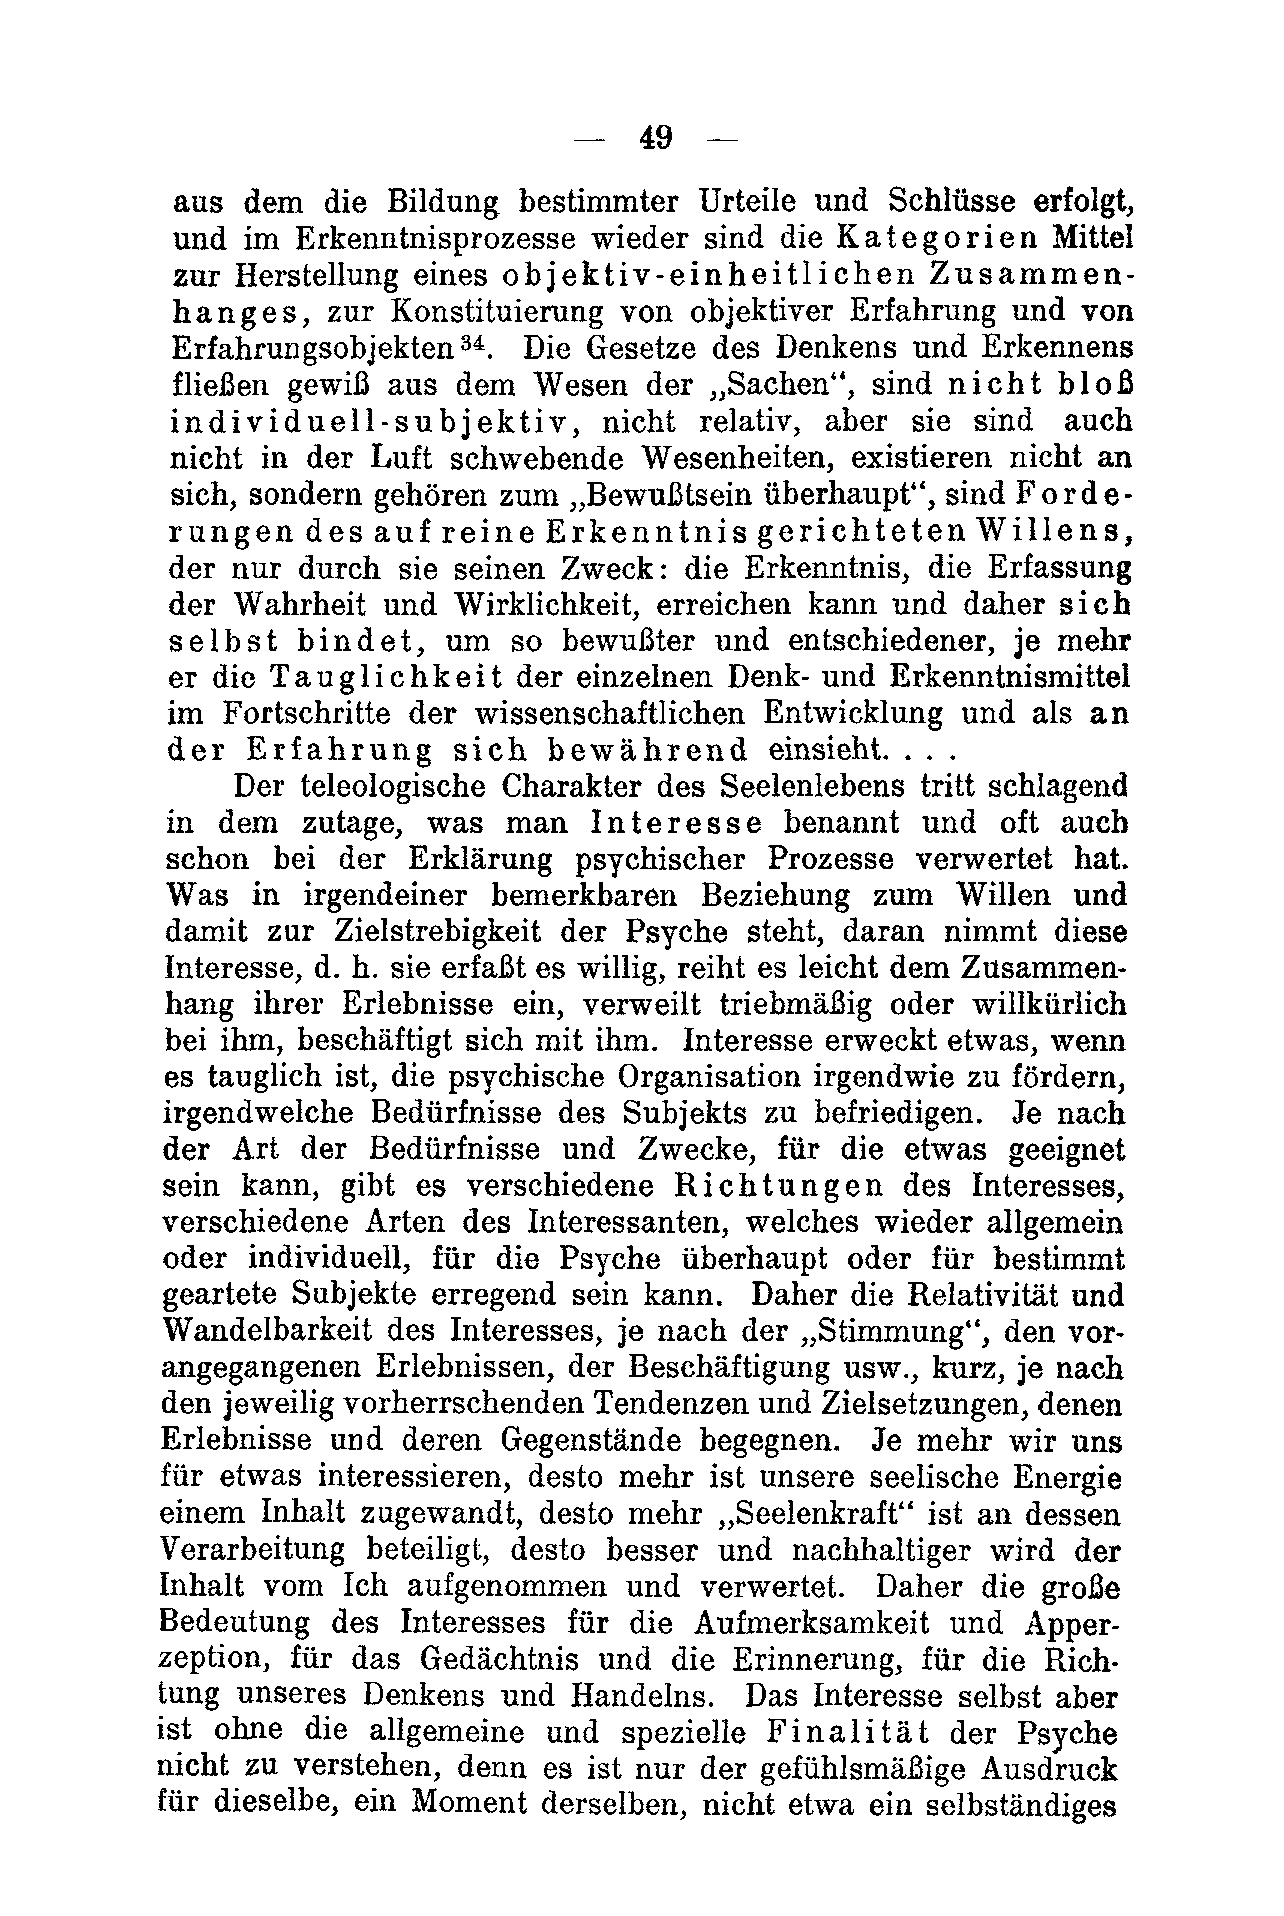 — 49 —
aus dem die Bildung bestimmter Urteile und Schlüsse erfolgt,
und im Erkenntnisprozesse wieder sind die Kategorien Mittel
zur Herstellung eines objektiv-einheitlichen Zusammen-
hanges, zur Konstituierung von objektiver Erfahrung und von
Erfahrungsobjekten³⁴. Die Gesetze des Denkens und Erkennens
fließen gewiß aus dem Wesen der „Sachen“, sind nicht bloß
individuell-subjektiv, nicht relativ, aber sie sind auch
nicht in der Luft schwebende Wesenheiten, existieren nicht an
sich, sondern gehören zum „Bewußtsein überhaupt“, sind Forde-
rungen des auf reine Erkenntnis gerichteten Willens,
der nur durch sie seinen Zweck: die Erkenntnis, die Erfassung
der Wahrheit und Wirklichkeit, erreichen kann und daher sich
selbst bindet, um so bewußter und entschiedener, je mehr
er die Tauglichkeit der einzelnen Denk- und Erkenntnismittel
im Fortschritte der wissenschaftlichen Entwicklung und als an
der Erfahrung sich bewährend einsieht. . . .
Der teleologische Charakter des Seelenlebens tritt schlagend
in dem zutage, was man Interesse benannt und oft auch
schon bei der Erklärung psychischer Prozesse verwertet hat.
Was in irgendeiner bemerkbaren Beziehung zum Willen und
damit zur Zielstrebigkeit der Psyche steht, daran nimmt diese
Interesse, d. h. sie erfaßt es willig, reiht es leicht dem Zusammen-
hang ihrer Erlebnisse ein, verweilt triebmäßig oder willkürlich
bei ihm, beschäftigt sich mit ihm. Interesse erweckt etwas, wenn
es tauglich ist, die psychische Organisation irgendwie zu fördern,
irgendwelche Bedürfnisse des Subjekts zu befriedigen. Je nach
der Art der Bedürfnisse und Zwecke, für die etwas geeignet
sein kann, gibt es verschiedene Richtungen des Interesses,
verschiedene Arten des Interessanten, welches wieder allgemein
oder individuell, für die Psyche überhaupt oder für bestimmt
geartete Subjekte erregend sein kann. Daher die Relativität und
Wandelbarkeit des Interesses, je nach der „Stimmung“, den vor-
angegangenen Erlebnissen, der Beschäftigung usw., kurz, je nach
den jeweilig vorherrschenden Tendenzen und Zielsetzungen, denen
Erlebnisse und deren Gegenstände begegnen. Je mehr wir uns
für etwas interessieren, desto mehr ist unsere seelische Energie
einem Inhalt zugewandt, desto mehr „Seelenkraft“ ist an dessen
Verarbeitung beteiligt, desto besser und nachhaltiger wird der
Inhalt vom Ich aufgenommen und verwertet. Daher die große
Bedeutung des Interesses für die Aufmerksamkeit und Apper-
zeption, für das Gedächtnis und die Erinnerung, für die Rich-
tung unseres Denkens und Handelns. Das Interesse selbst aber
ist ohne die allgemeine und spezielle Finalität der Psyche
nicht zu verstehen, denn es ist nur der gefühlsmäßige Ausdruck
für dieselbe, ein Moment derselben, nicht etwa ein selbständiges